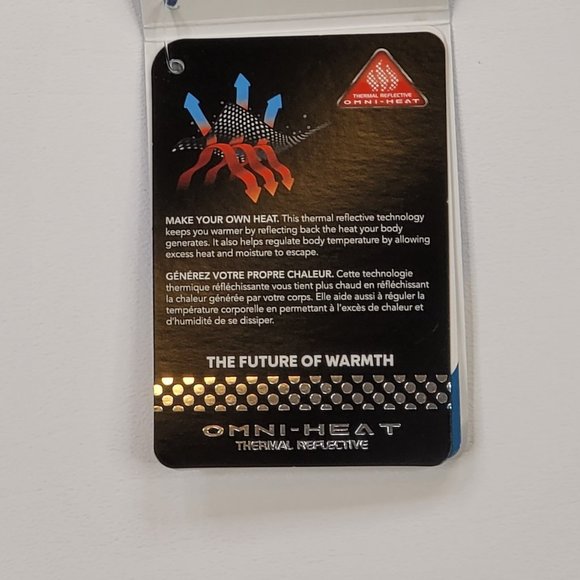 THERMAL REFLECTIVE
OMNI-HEAT
MAKE YOUR OWN HEAT. This thermal reflective technology
keeps you warmer by reflecting back the heat your body
generates. It also helps regulate body temperature by allowing
excess heat and moisture to escape.
GÉNÉREZ VOTRE PROPRE CHALEUR. Cette technologie
thermique réfléchissante vous tient plus chaud en réfléchissant
la chaleur générée par votre corps. Elle aide aussi à réguler la
température corporelle en permettant à l'excès de chaleur et
d'humidité de se dissiper.
THE FUTURE OF WARMTH
OMNI-HEAT
THERMAL REFLECTIVE